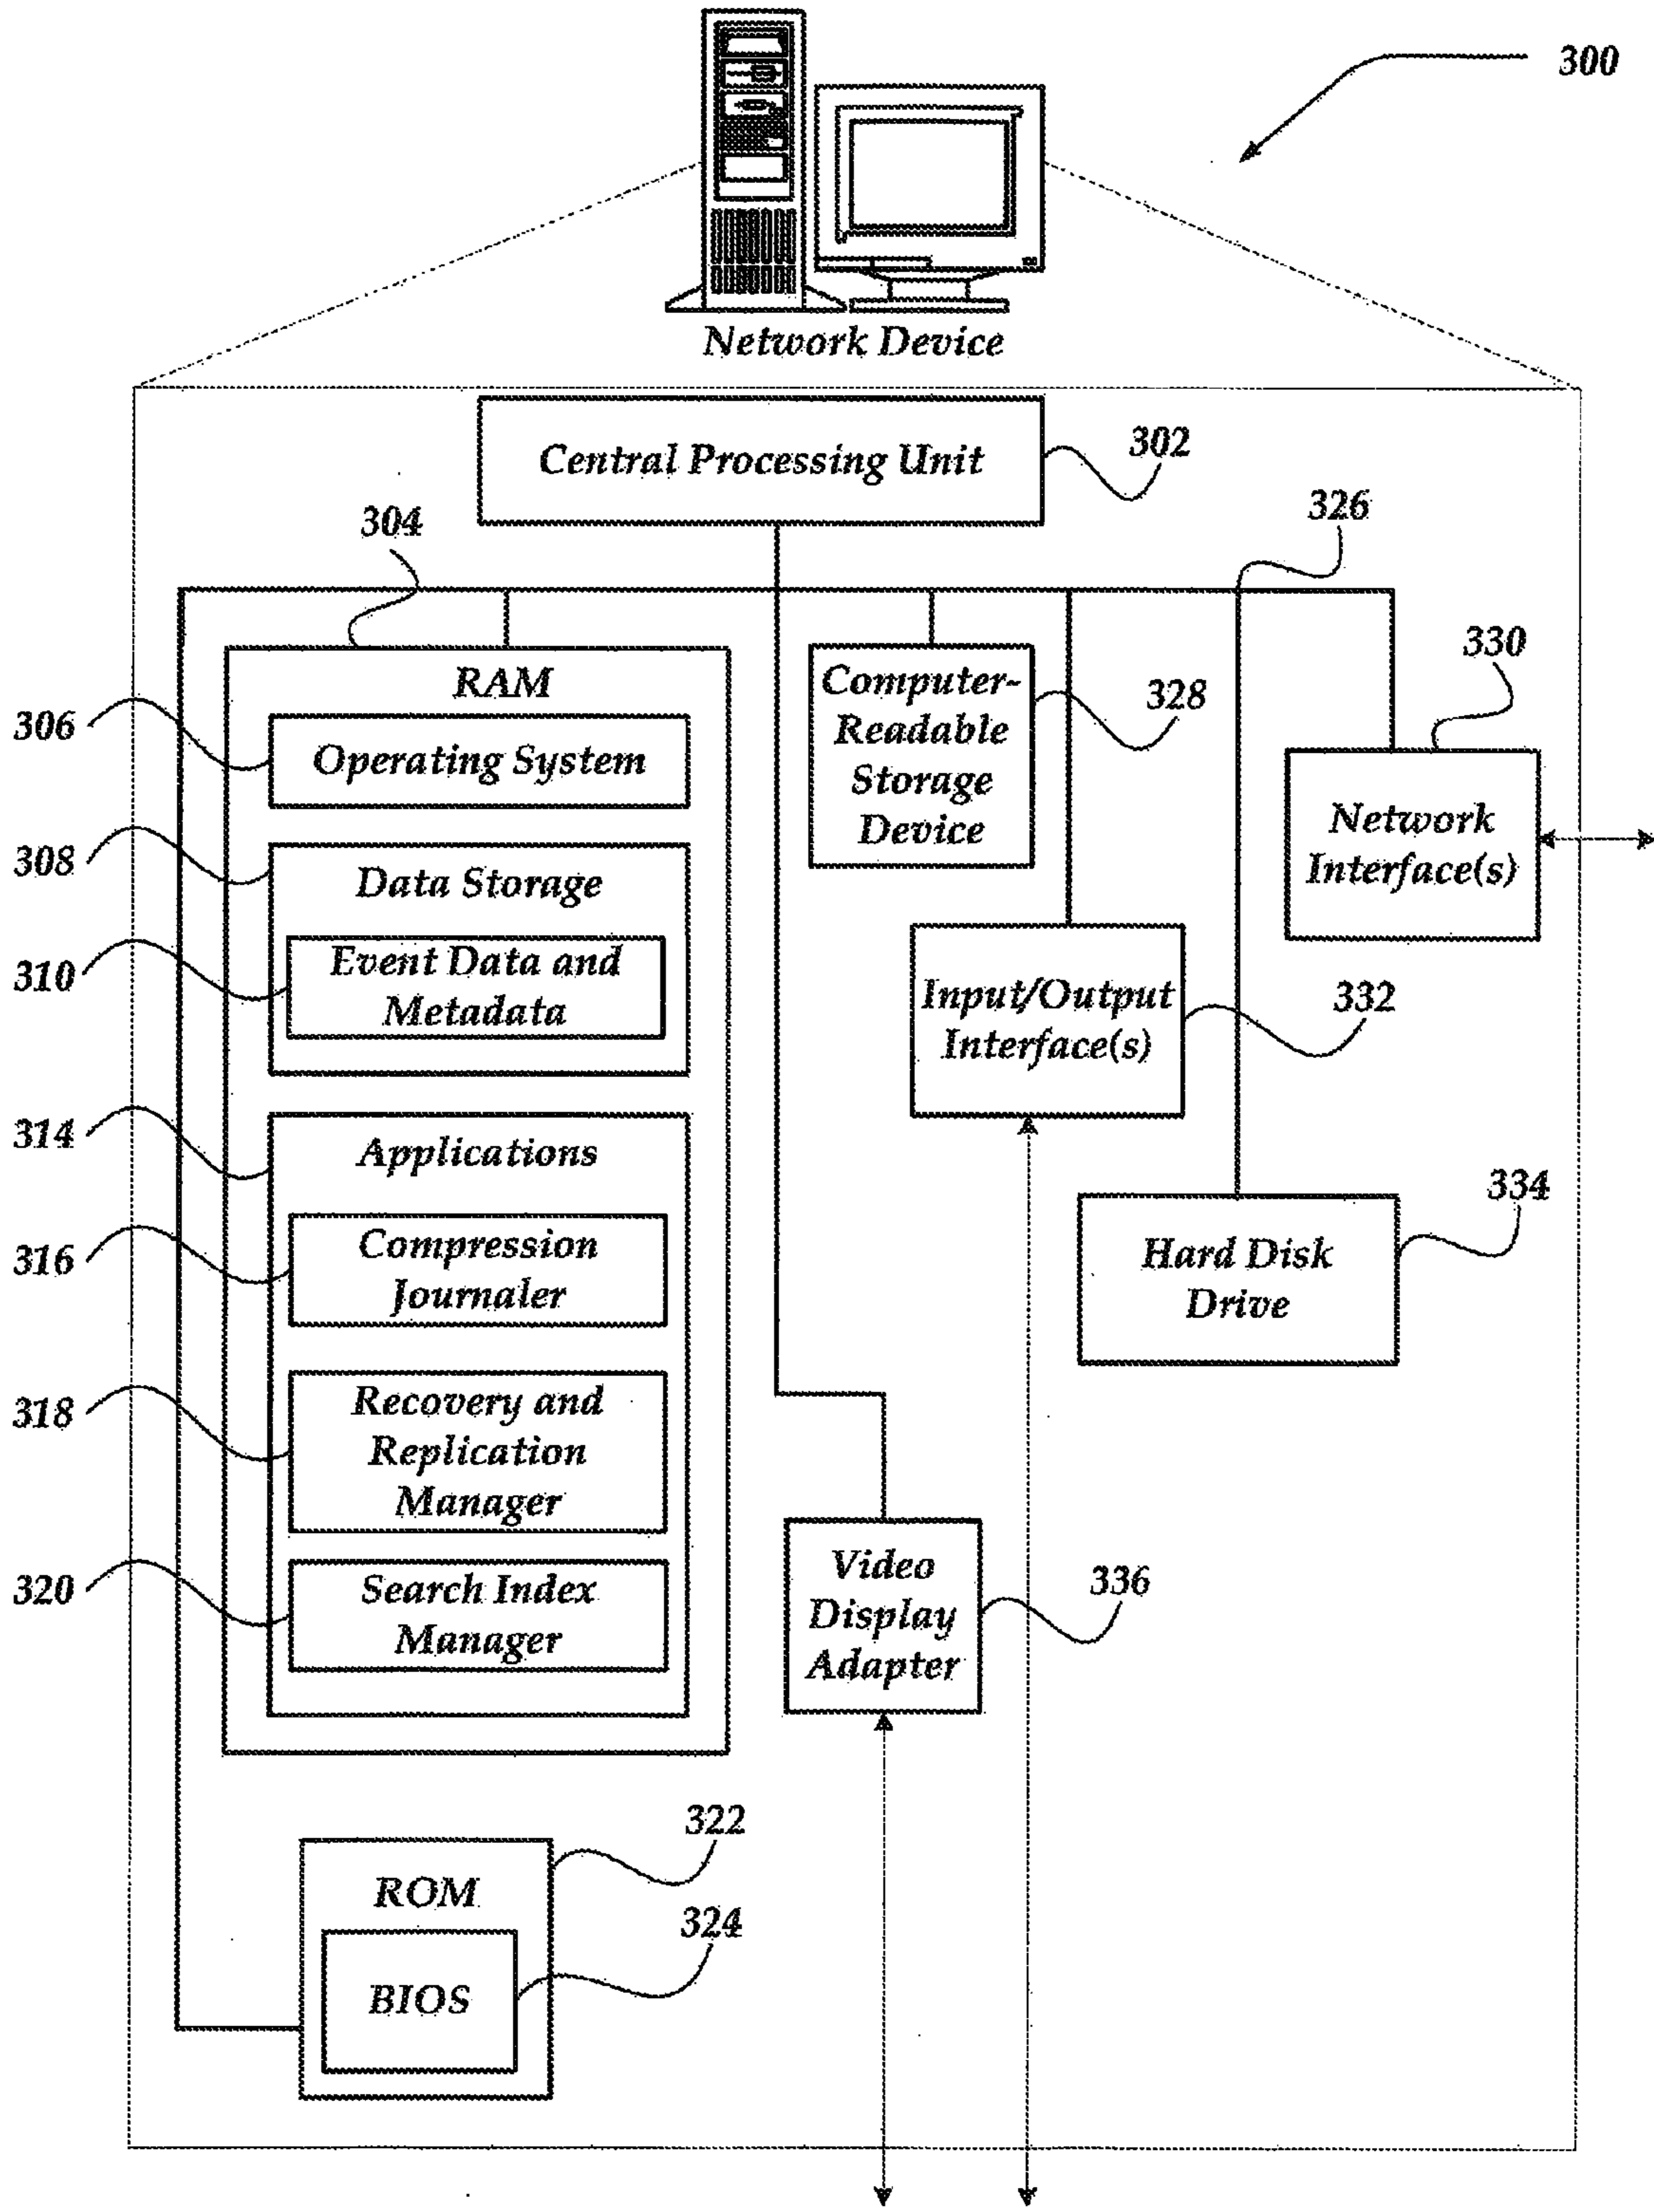 300
Network Device
Central Processing Unit
302
304
326
RAM
306
Operating System
308
Data Storage
310
Event Data and
Metadata
314
Applications
316
Compression
Journaler
318
Recovery and
Replication
Manager
320
Search Index
Manager
Computer-
Readable
Storage
Device
328
330
Network
Interface(s)
Input/Output
Interface(s)
332
334
Hard Disk
Drive
Video
Display
Adapter
336
322
ROM
324
BIOS